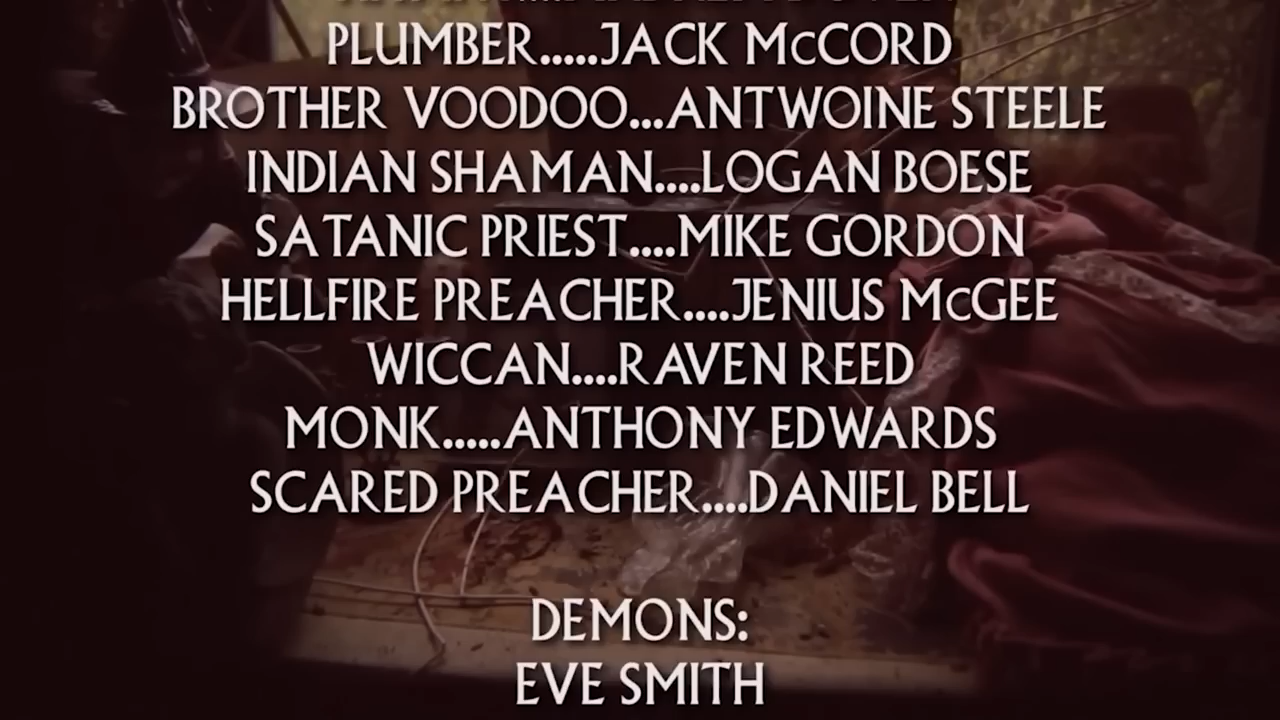 PLUMBER.....JACK McCORD
BROTHER VOODOO...ANTWOINE STEELE
INDIAN SHAMAN....LOGAN BOESE
SATANIC PRIEST....MIKE GORDON
HELLFIRE PREACHER....JENIUS McGEE
WICCAN....RAVEN REED
MONK.....ANTHONY EDWARDS
SCARED PREACHER....DANIEL BELL
DEMONS:
EVE SMITH